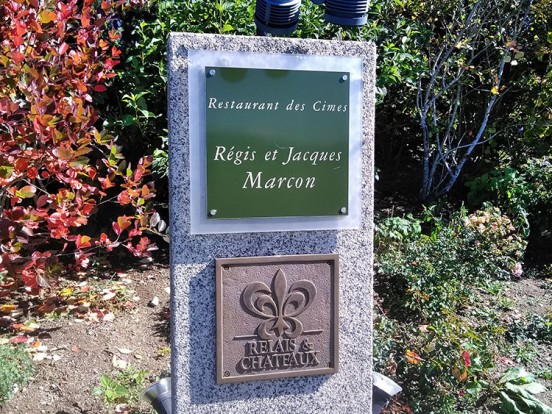 Restaurant des Cimes
Régis et Jacques
Marcon
RELAIS &
CHATEAUX